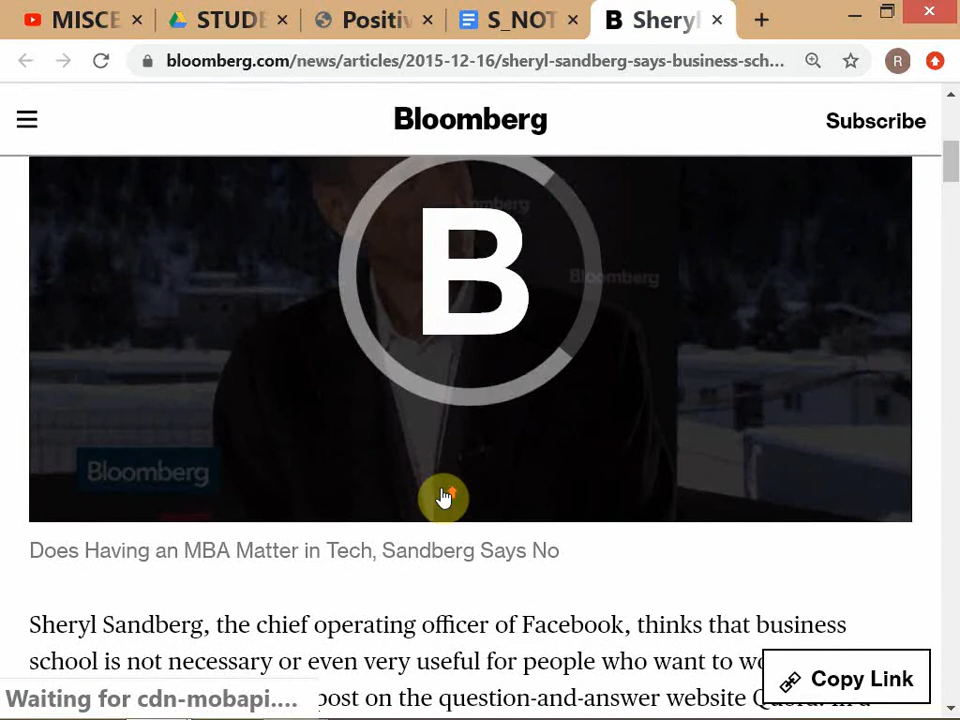 MISCE
STUDE
Positiv
S_NOT
B Sheryl
bloomberg.com/news/articles/2015-12-16/sheryl-sandberg-says-business-sch...
R
Bloomberg
Subscribe
Bloomberg
Bloomberg
B
Bloomberg
Does Having an MBA Matter in Tech, Sandberg Says No
Sheryl Sandberg, the chief operating officer of Facebook, thinks that business
school is not necessary or even very useful for people who want to
Copy Link
Waiting for cdn-mobapi....
post on the question-and-answer website